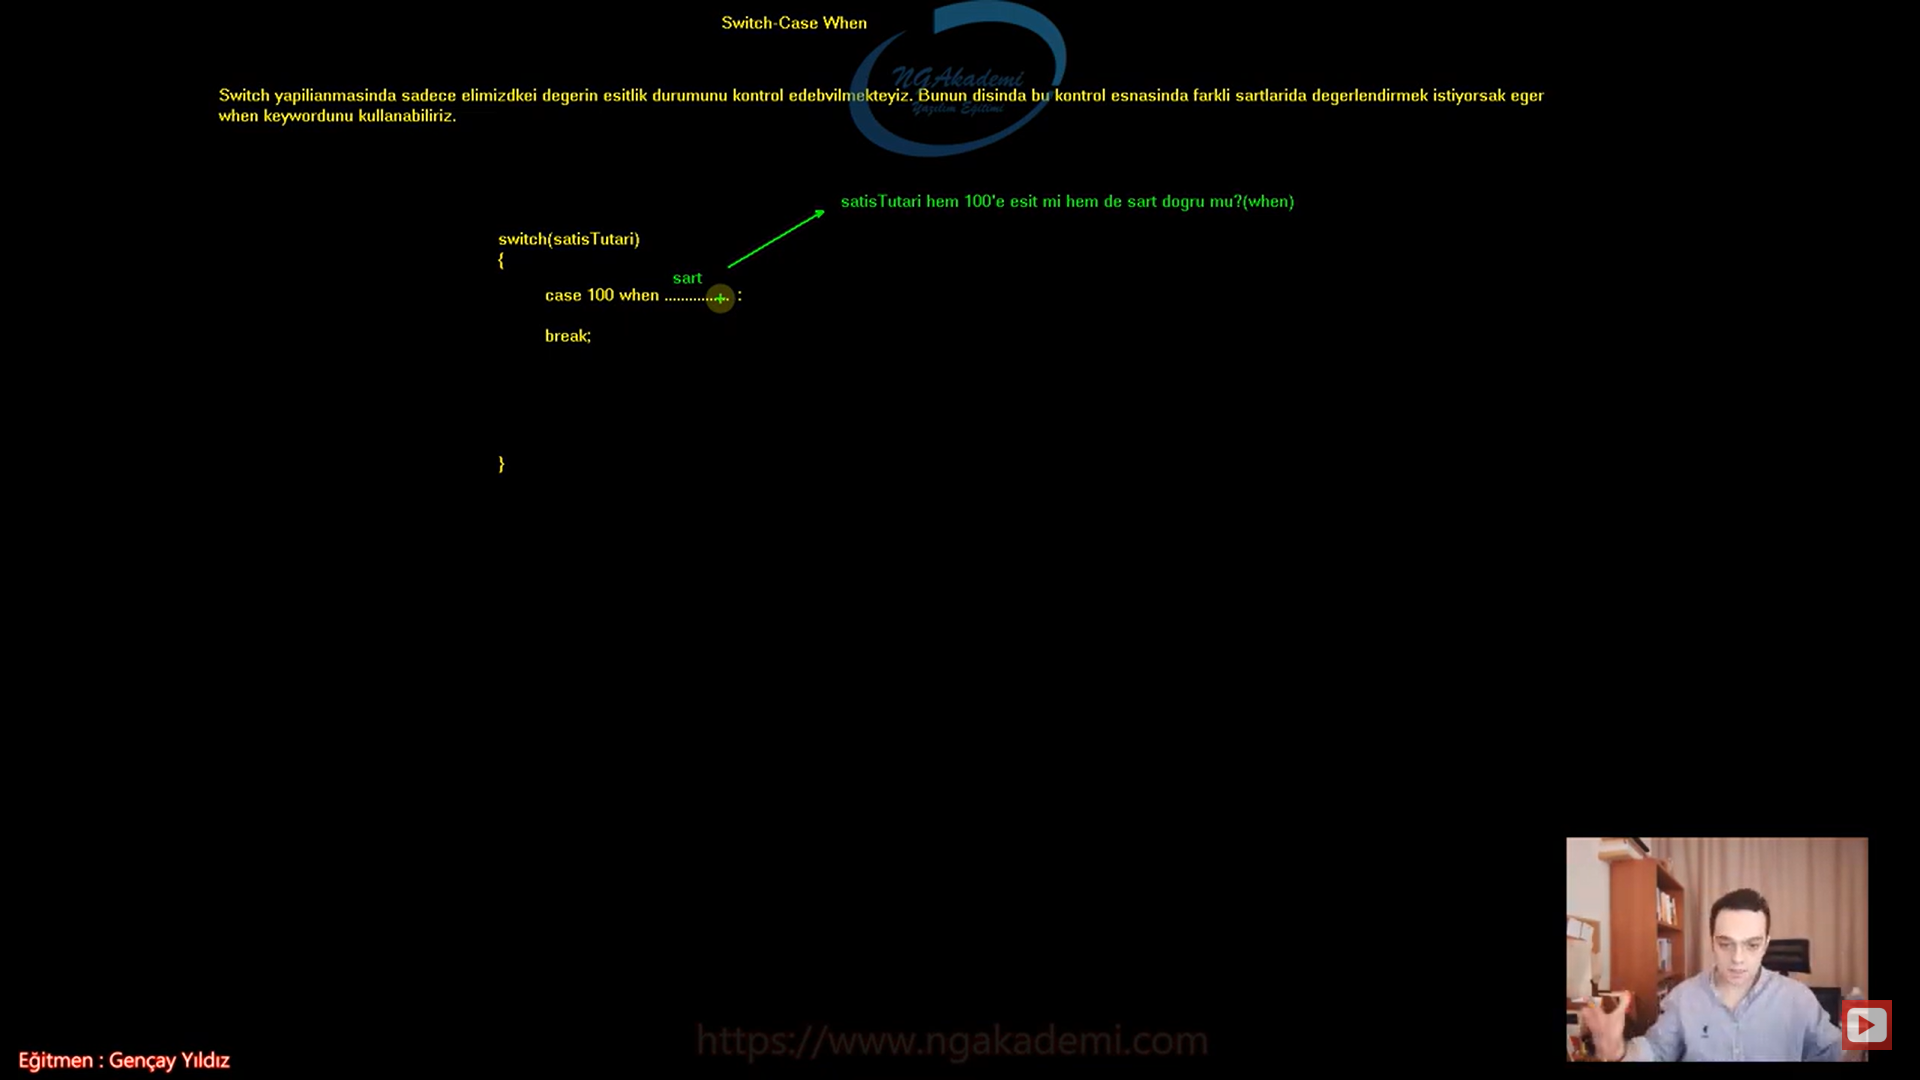 Switch-Case When
NGAkademi
Yazılım Eğitimi
Switch yapilianmasinda sadece elimizdkei degerin esitlik durumunu kontrol edebvilmekteyiz. Bunun disinda bu kontrol esnasinda farkli sartlarida degerlendirmek istiyorsak eger
when keywordunu kullanabiliriz.
satisTutari hem 100'e esit mi hem de sart dogru mu?(when)
switch(satisTutari)
{
sart
case 100 when ................ :
break;
}
https://www.ngakademi.com
Eğitmen : Gençay Yıldız